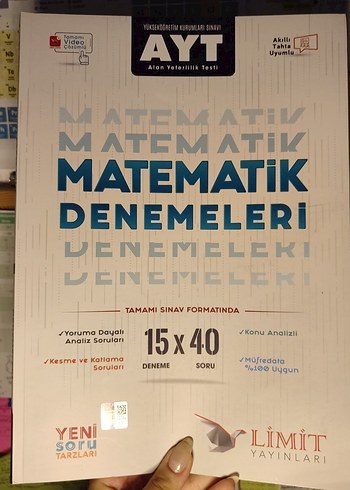 YÜKSEKÖĞRETİM KURUMLARI SINAVI
AYT
Alan Yeterlilik Testi
Tamamı
Video
Çözümlü
Akıllı
Tahta
Uyumlu
MATEMATİK
MATEMATİK
MATEMATİK
DENEMELERİ
DENEMELERİ
DENEMELERİ
TAMAMI SINAV FORMATINDA
✓Yoruma Dayalı
Analiz Soruları
✓Kesme ve Katlama
Soruları
15 x 40
DENEME SORU
✓Konu Analizli
✓Müfredata
%100 Uygun
YENİ
soru
TARZLARI
LİMİT
YAYINLARI